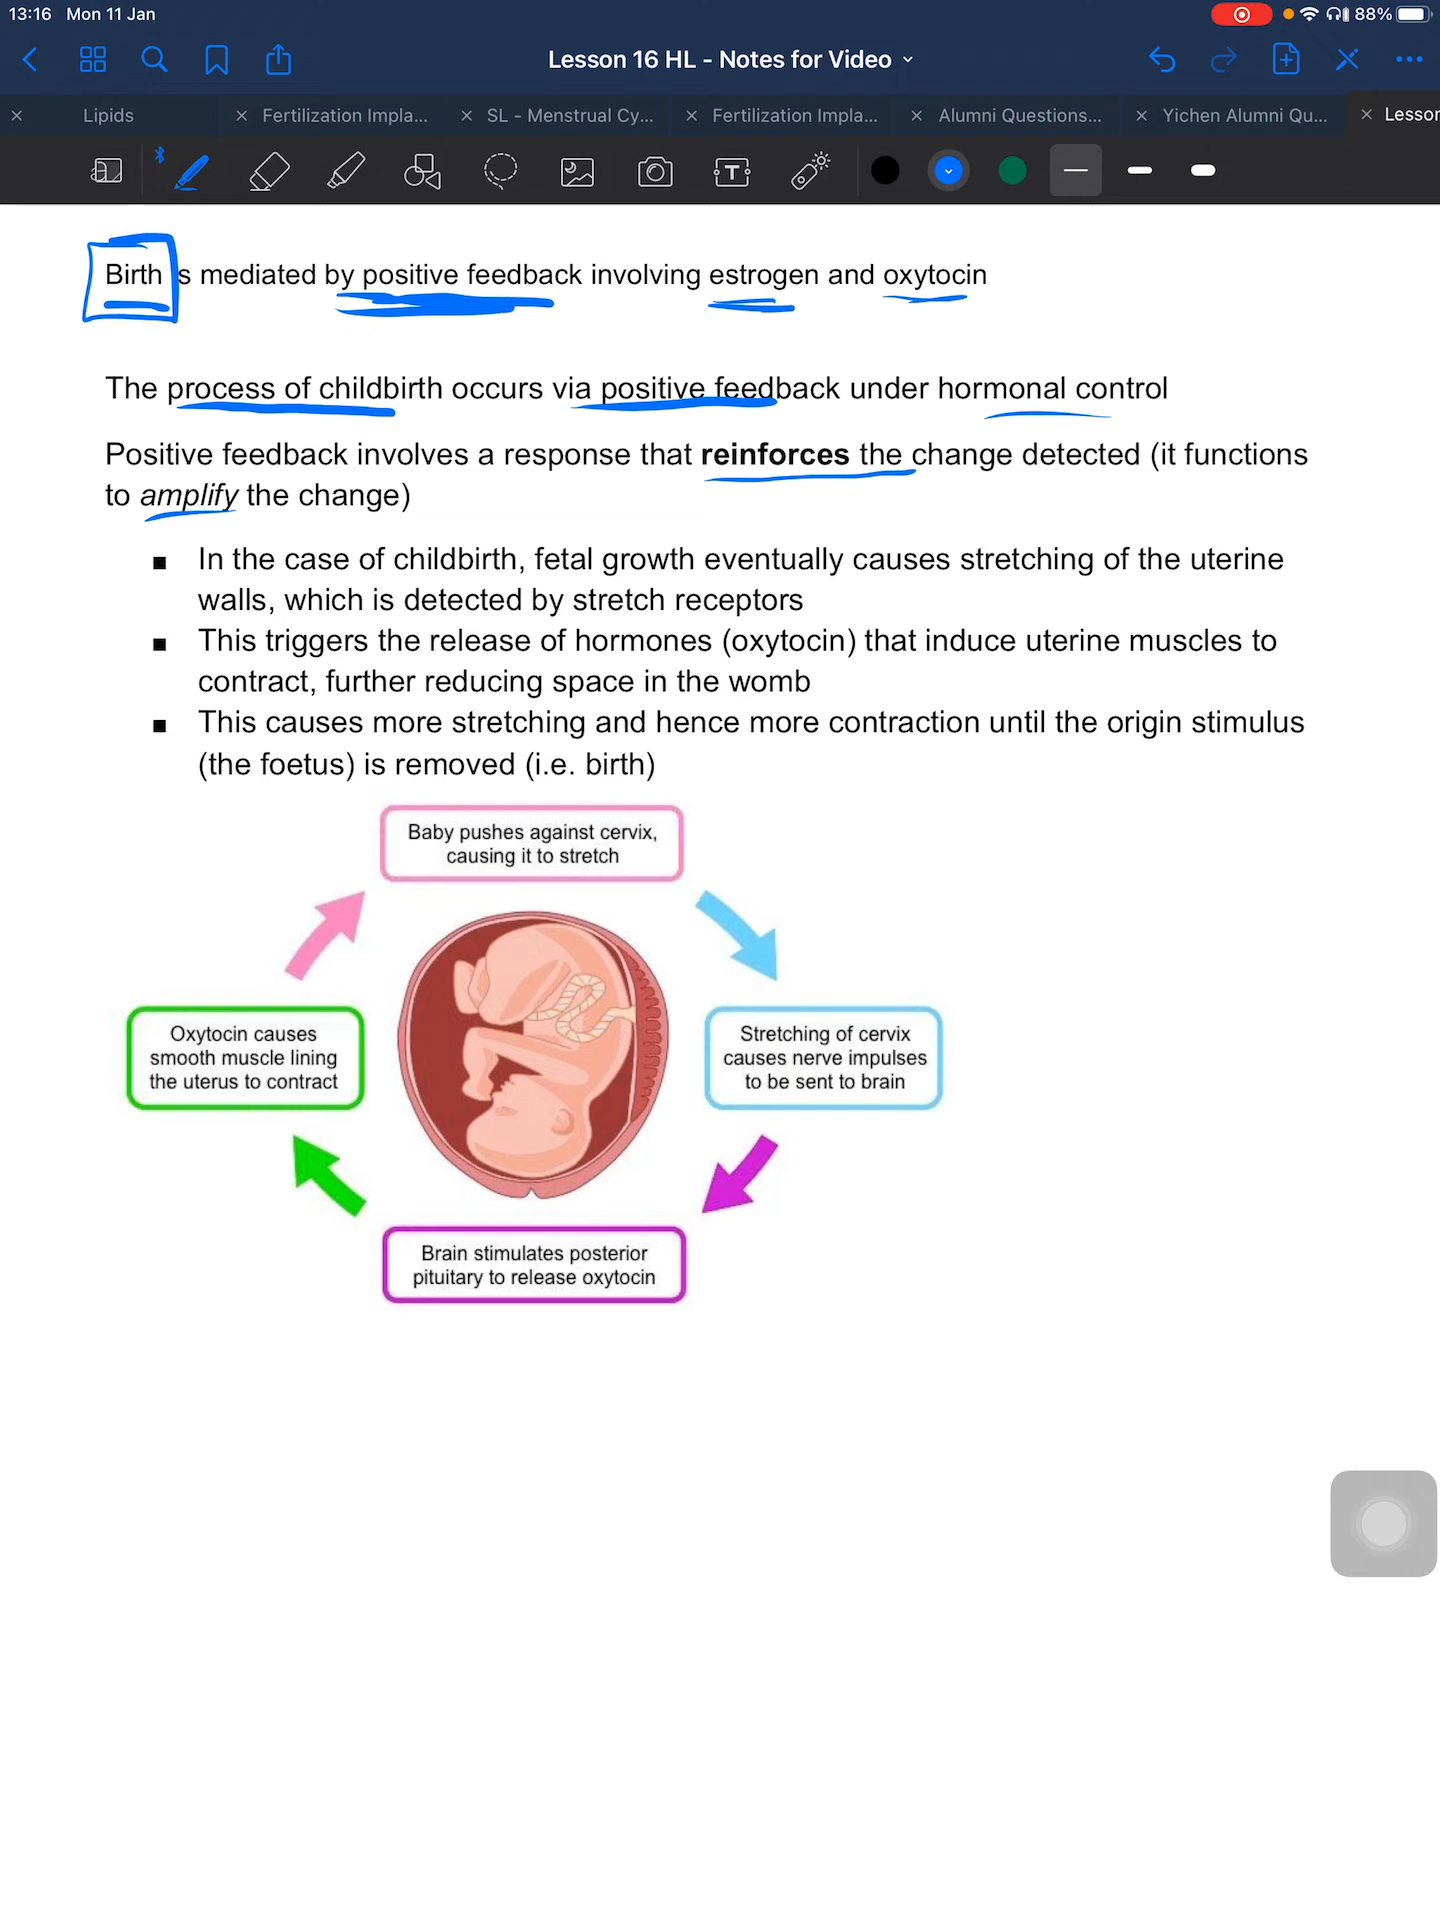 13:16 Mon 11 Jan
88%
Lesson 16 HL - Notes for Video
Lipids
Fertilization Impla...
SL - Menstrual Cy...
Fertilization Impla...
Alumni Questions...
Yichen Alumni Qu...
Lesson
Birth is mediated by positive feedback involving estrogen and oxytocin
The process of childbirth occurs via positive feedback under hormonal control
Positive feedback involves a response that reinforces the change detected (it functions
to amplify the change)
In the case of childbirth, fetal growth eventually causes stretching of the uterine
walls, which is detected by stretch receptors
This triggers the release of hormones (oxytocin) that induce uterine muscles to
contract, further reducing space in the womb
This causes more stretching and hence more contraction until the origin stimulus
(the foetus) is removed (i.e. birth)
Baby pushes against cervix,
causing it to stretch
Stretching of cervix
causes nerve impulses
to be sent to brain
Brain stimulates posterior
pituitary to release oxytocin
Oxytocin causes
smooth muscle lining
the uterus to contract